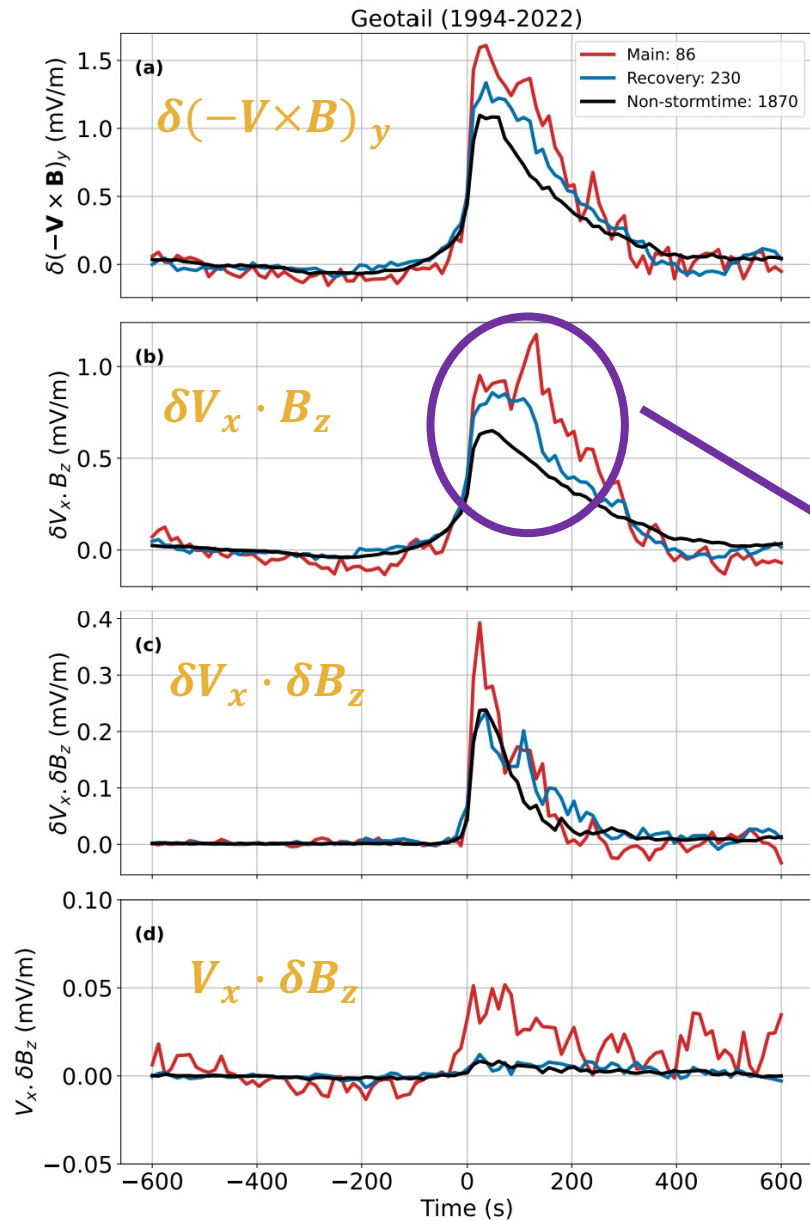 Geotail (1994-2022)
(a)
Main: 86
Recovery: 230
Non-stormtime: 1870
δ(−V×B) y
δ(−V × B)y (mV/m)
1.5
1.0
0.5
0.0
(b)
δVx · Bz
δVx. Bz (mV/m)
1.0
0.5
0.0
(c)
δVx · δBz
δVx. δBz (mV/m)
0.4
0.3
0.2
0.1
0.0
(d)
Vx · δBz
Vx. δBz (mV/m)
0.10
0.05
0.00
−0.05
−600 −400 −200 0 200 400 600
Time (s)